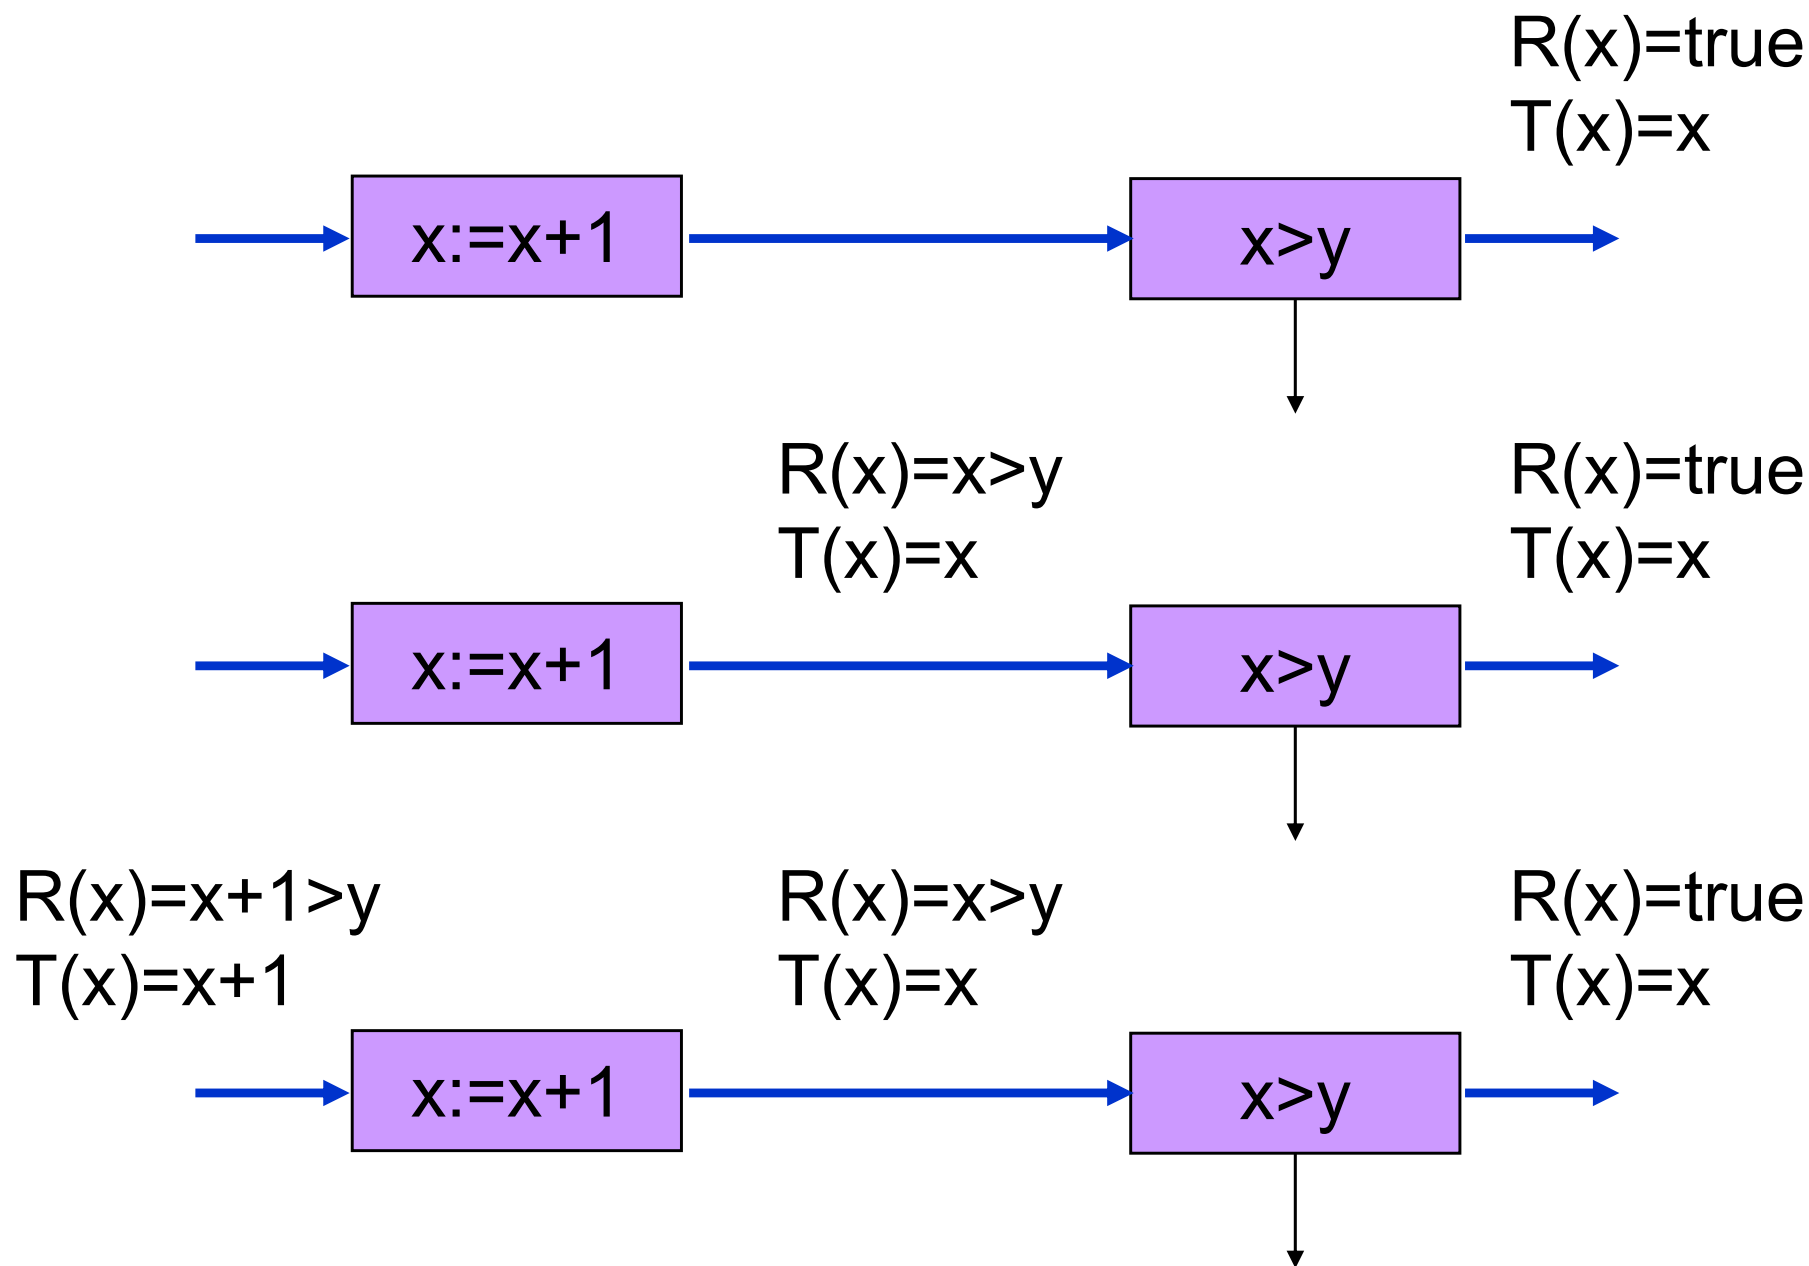 R(x)=true
T(x)=x
x:=x+1
x>y
R(x)=x>y
T(x)=x
R(x)=true
T(x)=x
x:=x+1
x>y
R(x)=x+1>y
T(x)=x+1
R(x)=x>y
T(x)=x
R(x)=true
T(x)=x
x:=x+1
x>y